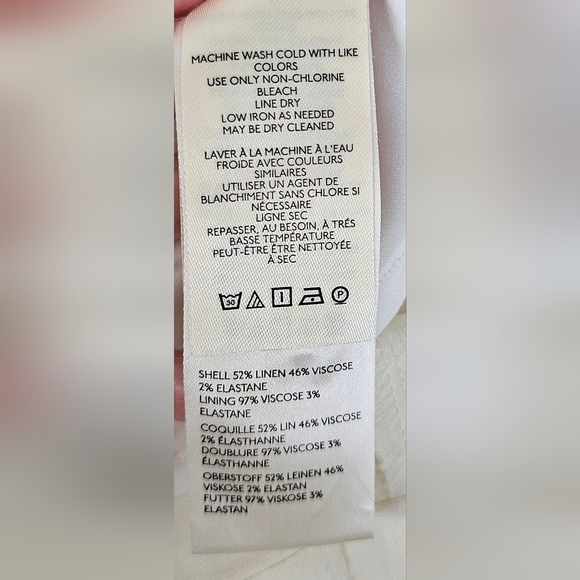 MACHINE WASH COLD WITH LIKE
COLORS
USE ONLY NON-CHLORINE
BLEACH
LINE DRY
LOW IRON AS NEEDED
MAY BE DRY CLEANED
LAVER À LA MACHINE À L'EAU
FROIDE AVEC COULEURS
SIMILAIRES
UTILISER UN AGENT DE
BLANCHIMENT SANS CHLORE SI
NÉCESSAIRE
LIGNE SEC
REPASSER, AU BESOIN, À TRÉS
BASSE TEMPÉRATURE
PEUT-ÊTRE ÊTRE NETTOYÉE
À SEC
30 P
SHELL 52% LINEN 46% VISCOSE
2% ELASTANE
LINING 97% VISCOSE 3%
ELASTANE
COQUILLE 52% LIN 46% VISCOSE
2% ÉLASTHANNE
DOUBLURE 97% VISCOSE 3%
ÉLASTHANNE
OBERSTOFF 52% LEINEN 46%
VISKOSE 2% ELASTAN
FUTTER 97% VISKOSE 3%
ELASTAN